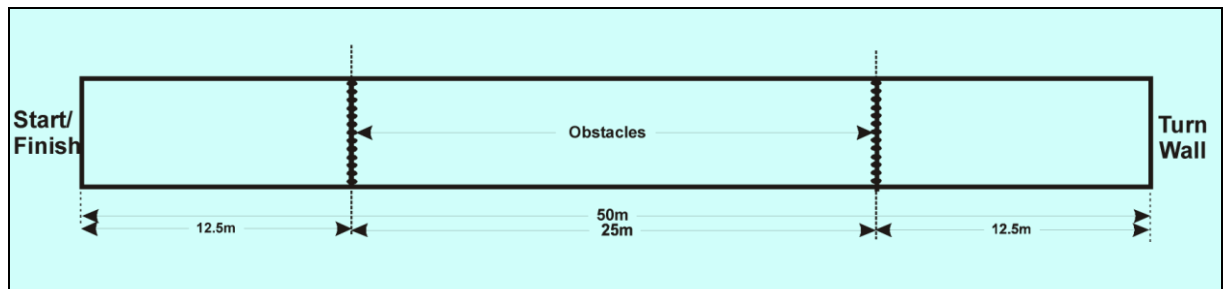 Start/
Finish
Obstacles
Turn
Wall
50m
12.5m
25m
12.5m